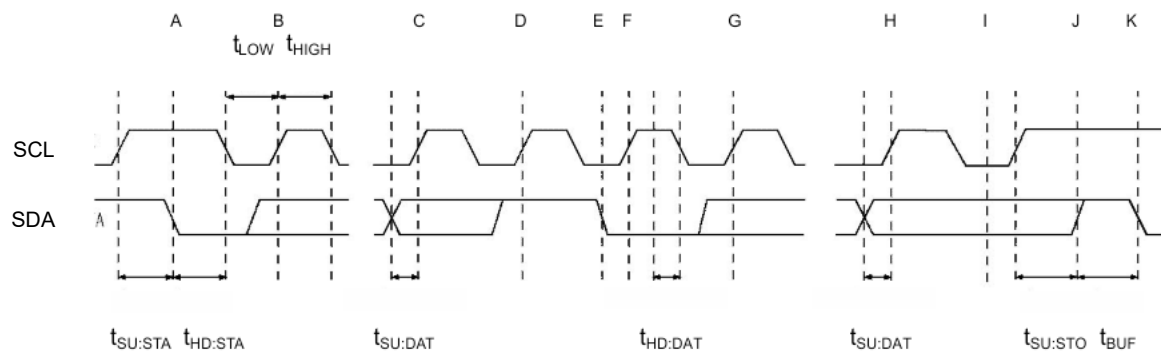 A B C D E F G H I J K
tLOW tHIGH
SCL
SDA A
tSU:STA tHD:STA tSU:DAT tHD:DAT tSU:DAT tSU:STO tBUF